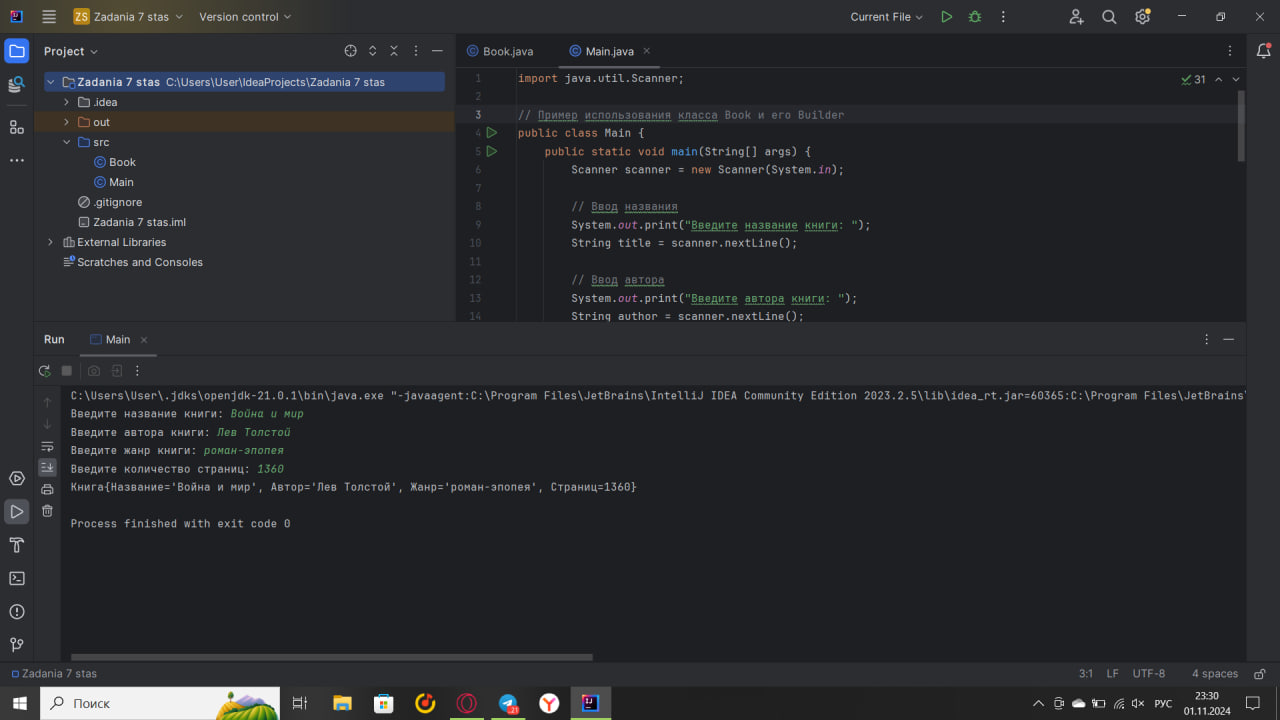 ZS Zadania 7 stas Version control Current File
Project
Book.java Main.java
Zadania 7 stas C:\Users\User\IdeaProjects\Zadania 7 stas
.idea
out
src
Book
Main
.gitignore
Zadania 7 stas.iml
External Libraries
Scratches and Consoles
31
1 import java.util.Scanner;
2
3 // Пример использования класса Book и его Builder
4 public class Main {
5 public static void main(String[] args) {
6 Scanner scanner = new Scanner(System.in);
7
8 // Ввод названия
9 System.out.print("Введите название книги: ");
10 String title = scanner.nextLine();
11
12 // Ввод автора
13 System.out.print("Введите автора книги: ");
14 String author = scanner.nextLine();
Run Main
C:\Users\User\.jdks\openjdk-21.0.1\bin\java.exe "-javaagent:C:\Program Files\JetBrains\IntelliJ IDEA Community Edition 2023.2.5\lib\idea_rt.jar=60365:C:\Program Files\JetBrains\
Введите название книги: Война и мир
Введите автора книги: Лев Толстой
Введите жанр книги: роман-эпопея
Введите количество страниц: 1360
Книга{Название='Война и мир', Автор='Лев Толстой', Жанр='роман-эпопея', Страниц=1360}
Process finished with exit code 0
Zadania 7 stas 3:1 LF UTF-8 4 spaces
Поиск
21
РУС
23:30
01.11.2024